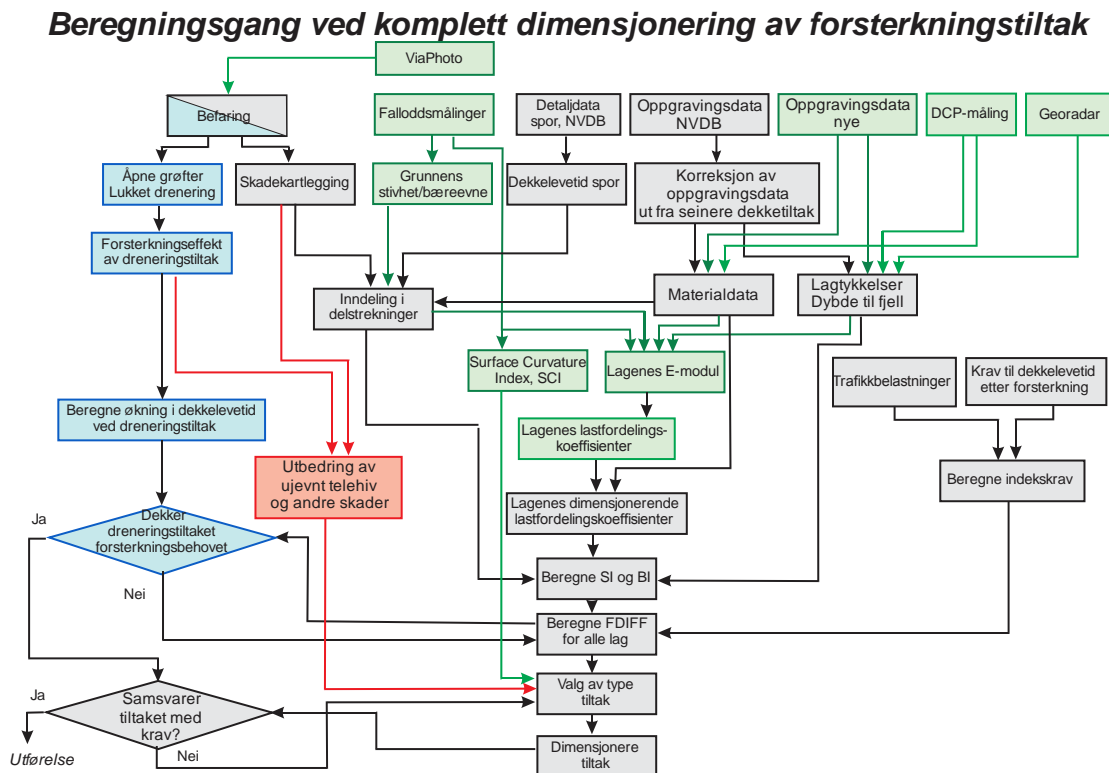 Beregningsgang ved komplett dimensjonering av forsterkningstiltak
ViaPhoto
Befaring
Falloddsmålinger
Detaljdata
spor, NVDB
Oppgravingsdata
NVDB
Oppgravingsdata
nye
DCP-måling
Georadar
Åpne grøfter
Lukket drenering
Skadekartlegging
Grunnens
stivhet/bæreevne
Dekkelevetid spor
Korreksjon av
oppgravingsdata
ut fra seinere dekketiltak
Forsterkningseffekt
av dreneringstiltak
Inndeling i
delstrekninger
Materialdata
Lagtykkelser
Dybde til fjell
Surface Curvature
Index, SCI
Lagenes E-modul
Trafikkbelastninger
Krav til dekkelevetid
etter forsterkning
Beregne økning i dekkelevetid
ved dreneringstiltak
Lagenes lastfordelings-
koeffisienter
Utbedring av
ujevnt telehiv
og andre skader
Beregne indekskrav
Lagenes dimensjonerende
lastfordelingskoeffisienter
Ja
Dekker
dreneringstiltaket
forsterkningsbehovet
Beregne SI og BI
Nei
Beregne FDIFF
for alle lag
Valg av type
tiltak
Ja
Samsvarer
tiltaket med
krav?
Nei
Dimensjonere
tiltak
Utførelse